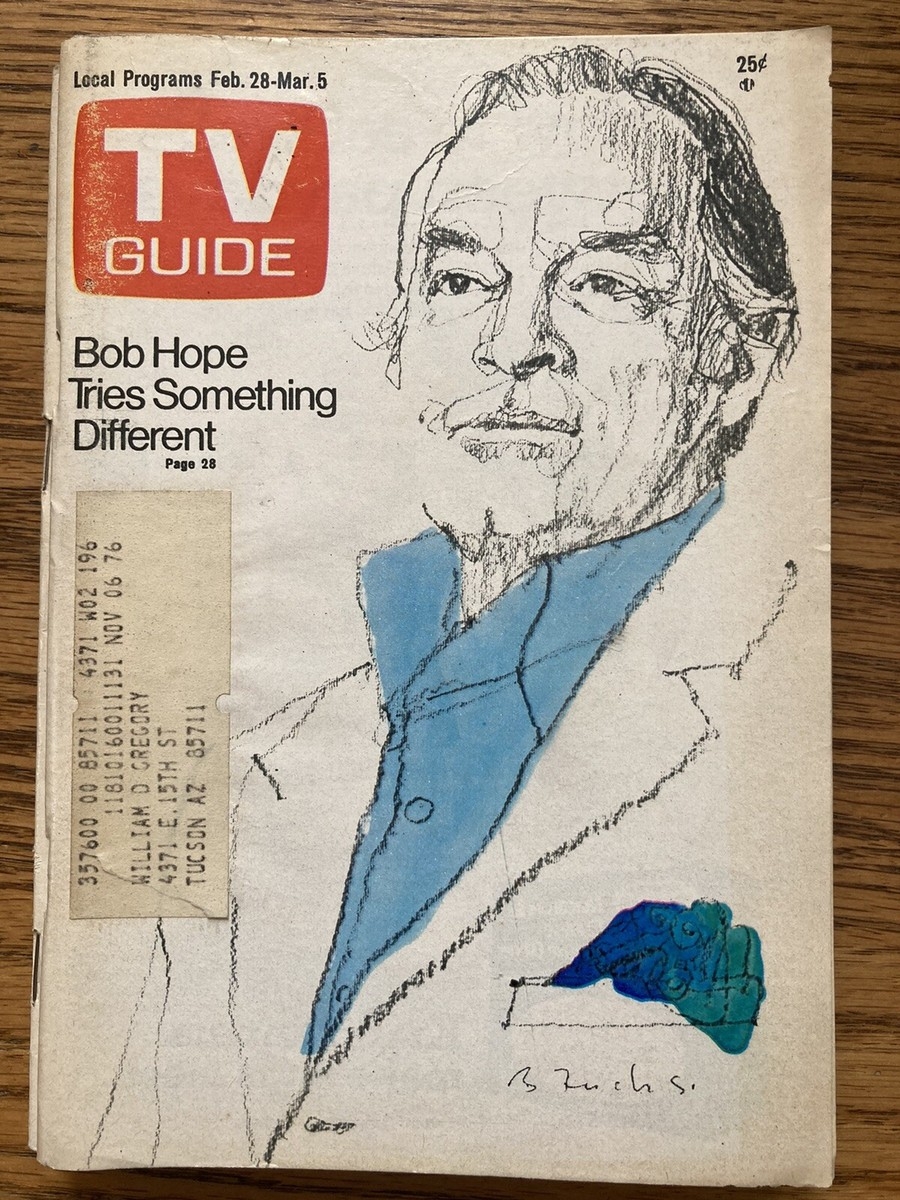 Local Programs Feb. 28-Mar. 5
25¢
TV
GUIDE
Bob Hope
Tries Something
Different
Page 28
357600 00 85711 4371 W02 196
11810160011131 NOV 06 76
WILLIAM D GREGORY
4371 E. 15TH ST
TUCSON AZ 85711
B Fuchs.